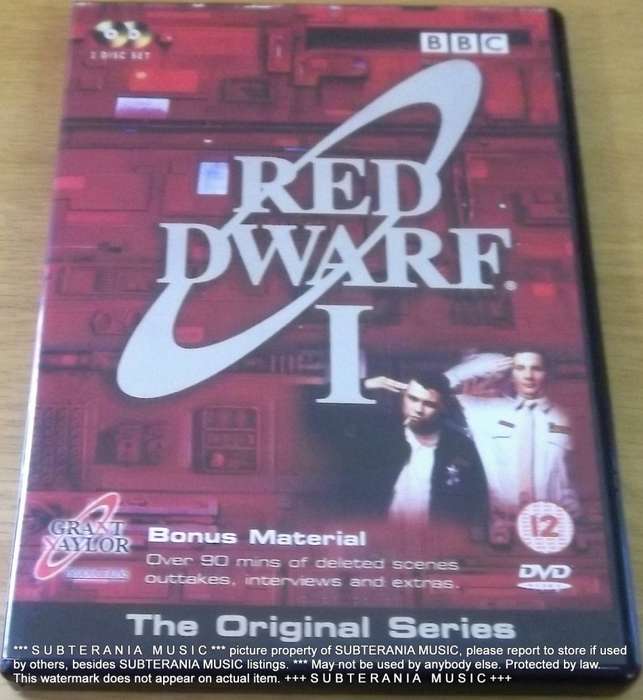 2 DISC SET
BBC
RED
DWARF®
I
GRANT
NAYLOR
Bonus Material
Over 90 mins of deleted scenes
outtakes, interviews and extras.
12
DVD
The Original Series
*** S U B T E R A N I A   M U S I C *** picture property of SUBTERANIA MUSIC, please report to store if used
by others, besides SUBTERANIA MUSIC listings. *** May not be used by anybody else. Protected by law.
This watermark does not appear on actual item. +++ S U B T E R A N I A   M U S I C +++